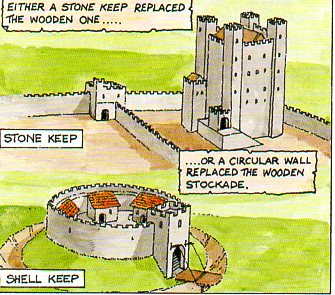 EITHER A STONE KEEP REPLACED
THE WOODEN ONE.....
STONE KEEP
....OR A CIRCULAR WALL
REPLACED THE WOODEN
STOCKADE.
SHELL KEEP